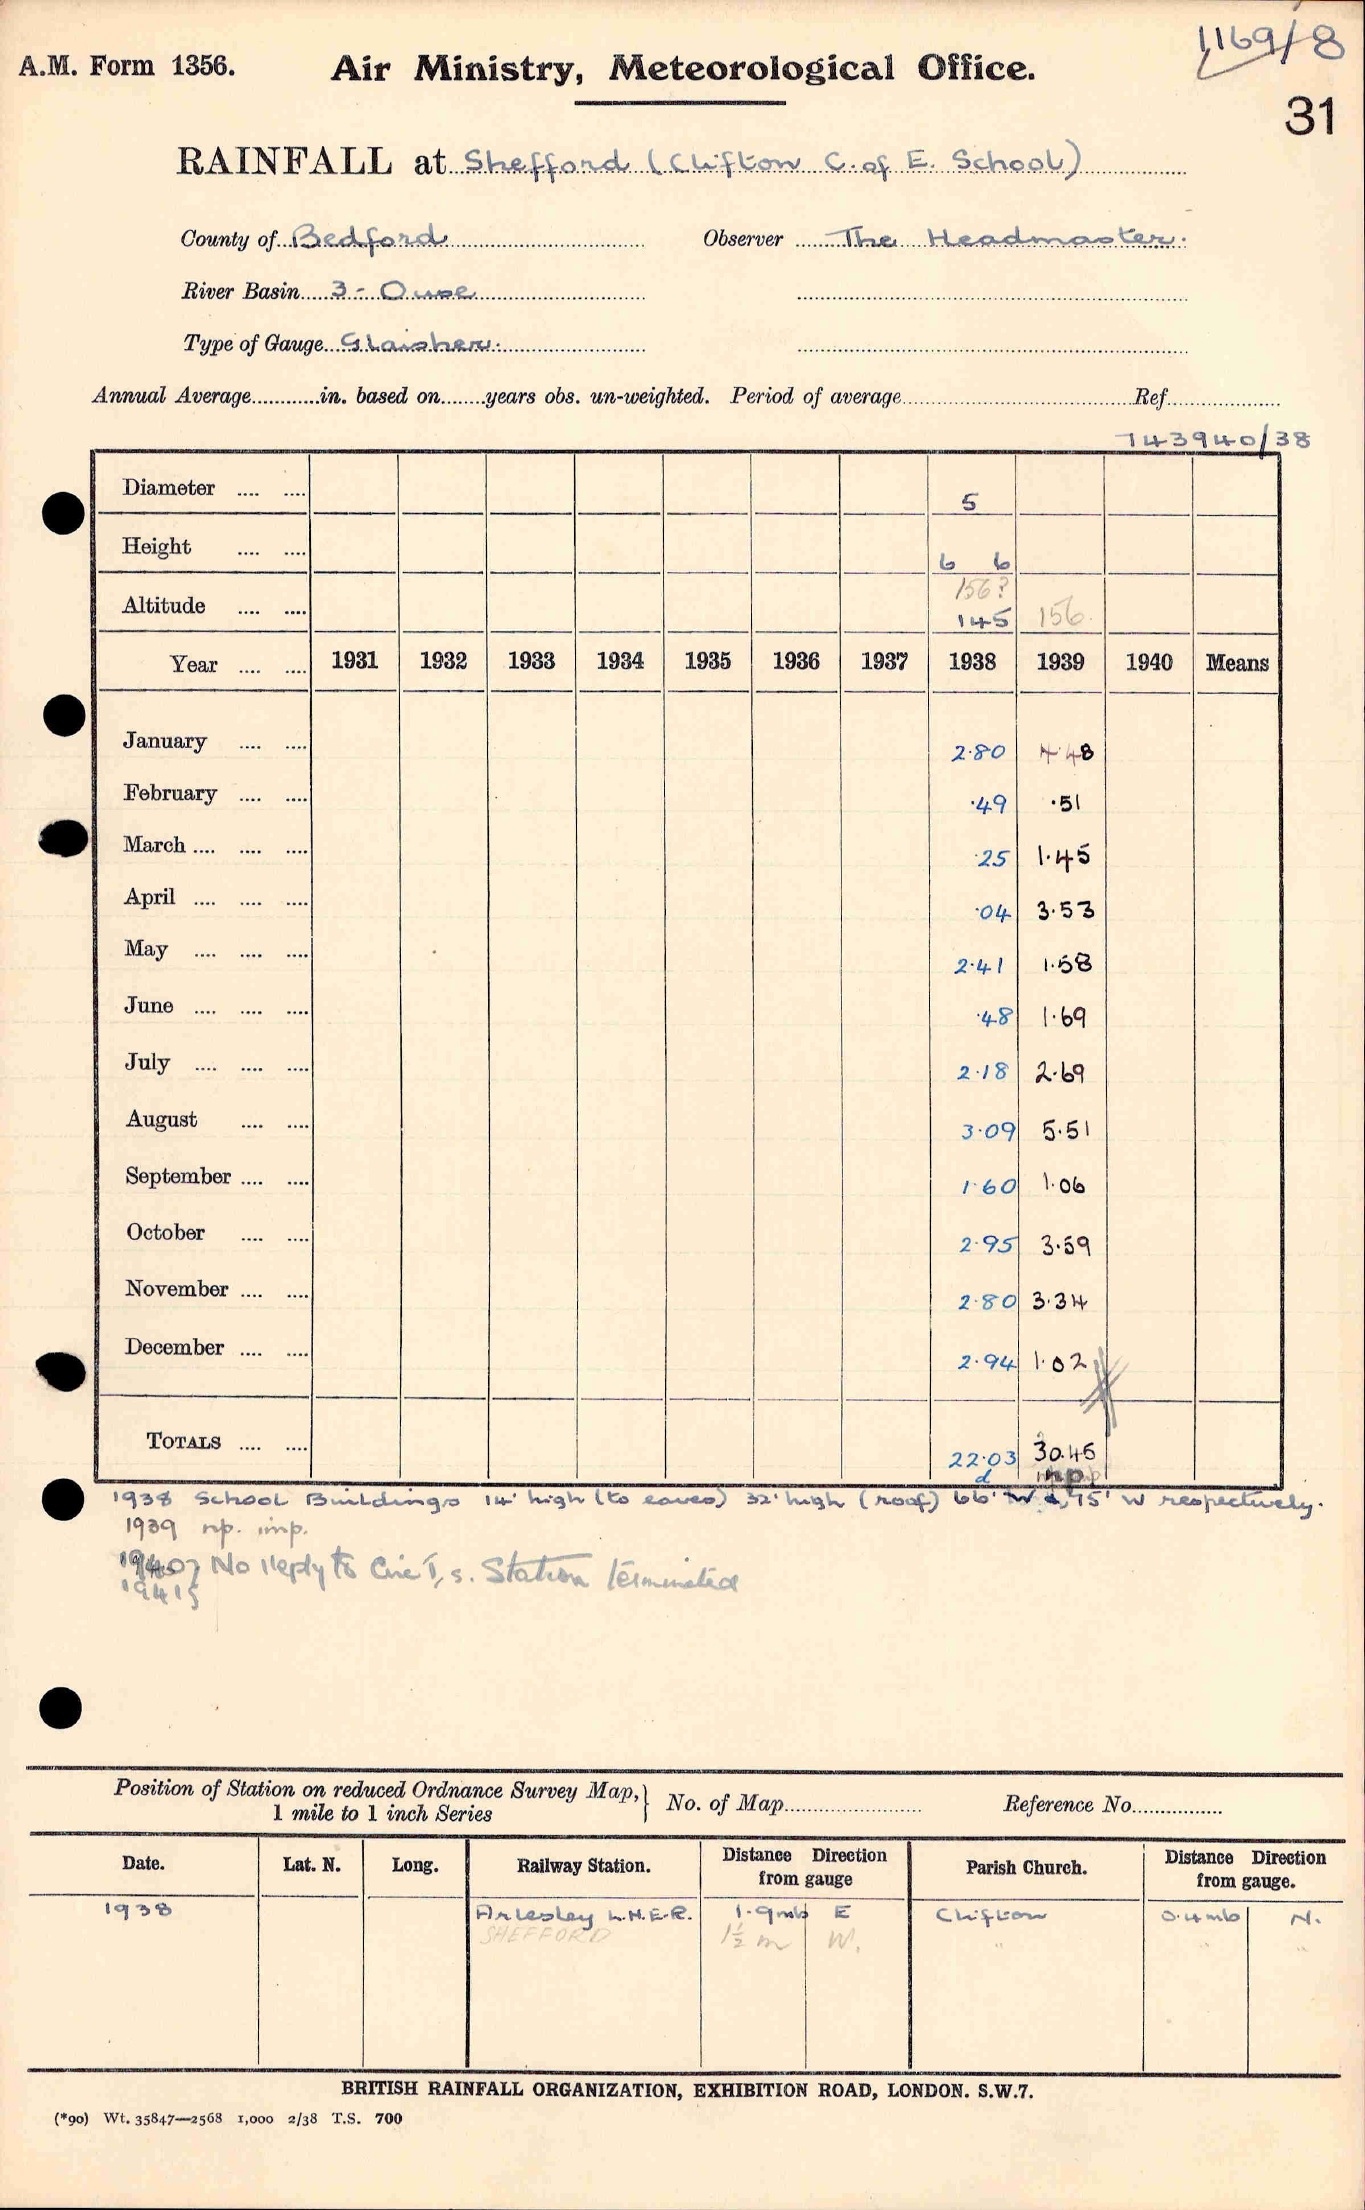 1169/8
A.M. Form 1356. Air Ministry, Meteorological Office.
31
RAINFALL at Shefford (Clifton C. of E. School)
County of Bedford Observer The Headmaster.
River Basin 3 - Ouse
Type of Gauge Glaisher.
Annual Average............in. based on........years obs. un-weighted. Period of average Ref
743940/38
Diameter .... .... 5
Height .... .... 6 6
156?
Altitude .... .... 145 156.
Year .... .... 1931 1932 1933 1934 1935 1936 1937 1938 1939 1940 Means
January .... .... 2·80 4·48
February .... .... ·49 ·51
March .... .... .... ·25 1·45
April .... .... .... ·04 3·53
May .... .... .... 2·41 1·58
June .... .... .... ·48 1·69
July .... .... .... 2·18 2·69
August .... .... 3·09 5·51
September .... .... 1·60 1·06
October .... .... 2·95 3·59
November .... .... 2·80 3·34
December .... .... 2·94 1·02
TOTALS .... .... 22·03 30.45
d
1938 School Buildings 14' high (to eaves) 32' high (roof) 66' W &, 75' W respectively.
1939 np. imp.
1940} No reply to Circ I, s. Station terminated
1941}
Position of Station on reduced Ordnance Survey Map,} No. of Map Reference No.
1 mile to 1 inch Series
Date. Lat. N. Long. Railway Station. Distance Direction from gauge Parish Church. Distance Direction from gauge.
1938 Arlesley L.N.E.R. 1·9mls E Clifton 0.4mls N.
SHEFFORD 1½ m W. " " "
BRITISH RAINFALL ORGANIZATION, EXHIBITION ROAD, LONDON. S.W.7.
(*90) Wt. 35847—2568 1,000 2/38 T.S. 700